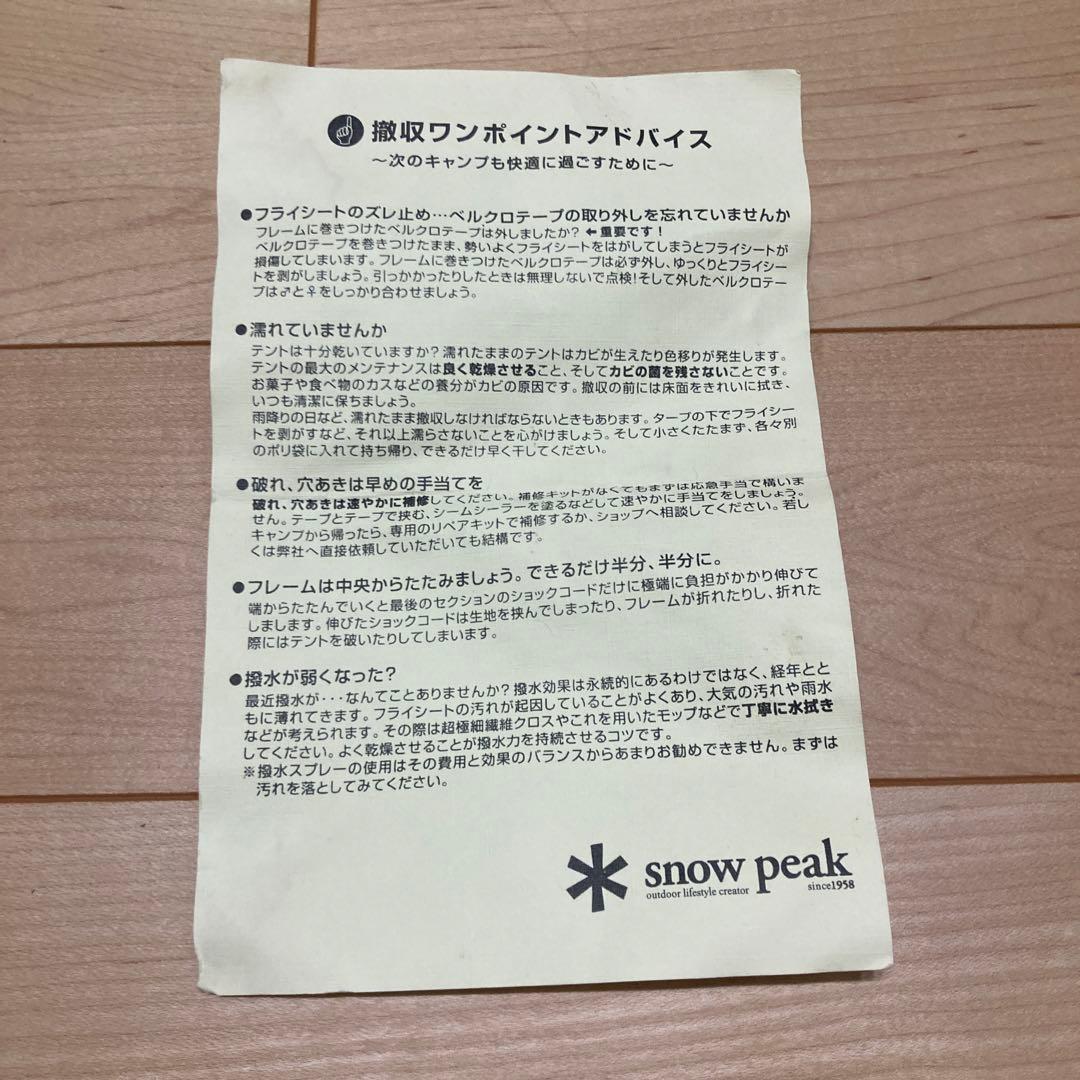 撤収ワンポイントアドバイス
～次のキャンプも快適に過ごすために～
●フライシートのズレ止め…ベルクロテープの取り外しを忘れていませんか
フレームに巻きつけたベルクロテープは外しましたか？ ←重要です！
ベルクロテープを巻きつけたまま、勢いよくフライシートをはがしてしまうとフライシートが
損傷してしまいます。フレームに巻きつけたベルクロテープは必ず外し、ゆっくりとフライシー
トを剥がしましょう。引っかかったりしたときは無理しないで点検！そして外したベルクロテー
プは♂と♀をしっかり合わせましょう。
●濡れていませんか
テントは十分乾いていますか？濡れたままのテントはカビが生えたり色移りが発生します。
テントの最大のメンテナンスは良く乾燥させること、そしてカビの菌を残さないことです。
お菓子や食べ物のカスなどの養分がカビの原因です。撤収の前には床面をきれいに拭き、
いつも清潔に保ちましょう。
雨降りの日など、濡れたまま撤収しなければならないときもあります。タープの下でフライシー
トを剥がすなど、それ以上濡らさないことを心がけましょう。そして小さくたたまず、各々別
のポリ袋に入れて持ち帰り、できるだけ早く干してください。
●破れ、穴あきは早めの手当てを
破れ、穴あきは速やかに補修してください。補修キットがなくてもまずは応急手当で構いま
せん。テープとテープで挟む、シームシーラーを塗るなどして速やかに手当てをしましょう。
キャンプから帰ったら、専用のリペアキットで補修するか、ショップへ相談してください。若し
くは弊社へ直接依頼していただいても結構です。
●フレームは中央からたたみましょう。できるだけ半分、半分に。
端からたたんでいくと最後のセクションのショックコードだけに極端に負担がかかり伸びて
しまします。伸びたショックコードは生地を挟んでしまったり、フレームが折れたりし、折れた
際にはテントを破いたりしてしまいます。
●撥水が弱くなった？
最近撥水が・・・なんてことありませんか？撥水効果は永続的にあるわけではなく、経年とと
もに薄れてきます。フライシートの汚れが起因していることがよくあり、大気の汚れや雨水
などが考えられます。その際は超極細繊維クロスやこれを用いたモップなどで丁寧に水拭き
してください。よく乾燥させることが撥水力を持続させるコツです。
※撥水スプレーの使用はその費用と効果のバランスからあまりお勧めできません。まずは
汚れを落としてみてください。
snow peak
outdoor lifestyle creator since1958